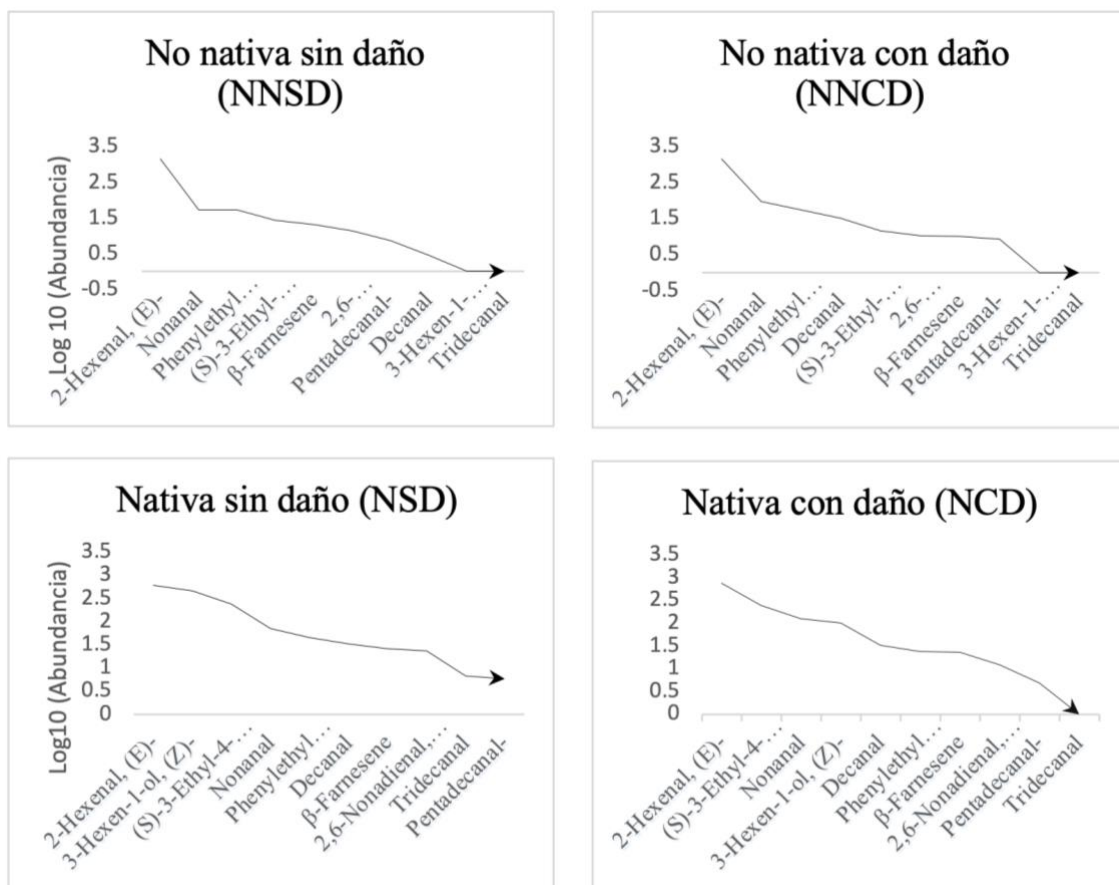 No nativa sin daño
(NNSD)
Log 10 (Abundancia)
3.5
2.5
1.5
0.5
-0.5
2-Hexenal, (E)-
Nonanal
Phenylethyl…
(S)-3-Ethyl-…
β-Farnesene
2,6-…
Pentadecanal-
Decanal
3-Hexen-1-…
Tridecanal
No nativa con daño
(NNCD)
3.5
2.5
1.5
0.5
-0.5
2-Hexenal, (E)-
Nonanal
Phenylethyl…
Decanal
(S)-3-Ethyl-…
2,6-…
β-Farnesene
Pentadecanal-
3-Hexen-1-…
Tridecanal
Nativa sin daño (NSD)
Log10 (Abundancia)
3.5
3
2.5
2
1.5
1
0.5
0
2-Hexenal, (E)-
3-Hexen-1-ol, (Z)-
(S)-3-Ethyl-4-…
Nonanal
Phenylethyl…
Decanal
β-Farnesene
2,6-Nonadienal,…
Tridecanal
Pentadecanal-
Nativa con daño (NCD)
3.5
3
2.5
2
1.5
1
0.5
0
2-Hexenal, (E)-
(S)-3-Ethyl-4-…
Nonanal
3-Hexen-1-ol, (Z)-
Decanal
Phenylethyl…
β-Farnesene
2,6-Nonadienal,…
Pentadecanal-
Tridecanal